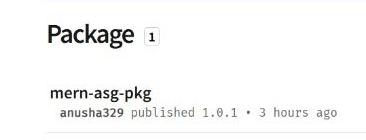 Package 1
mern-asg-pkg
anusha329 published 1.0.1 • 3 hours ago